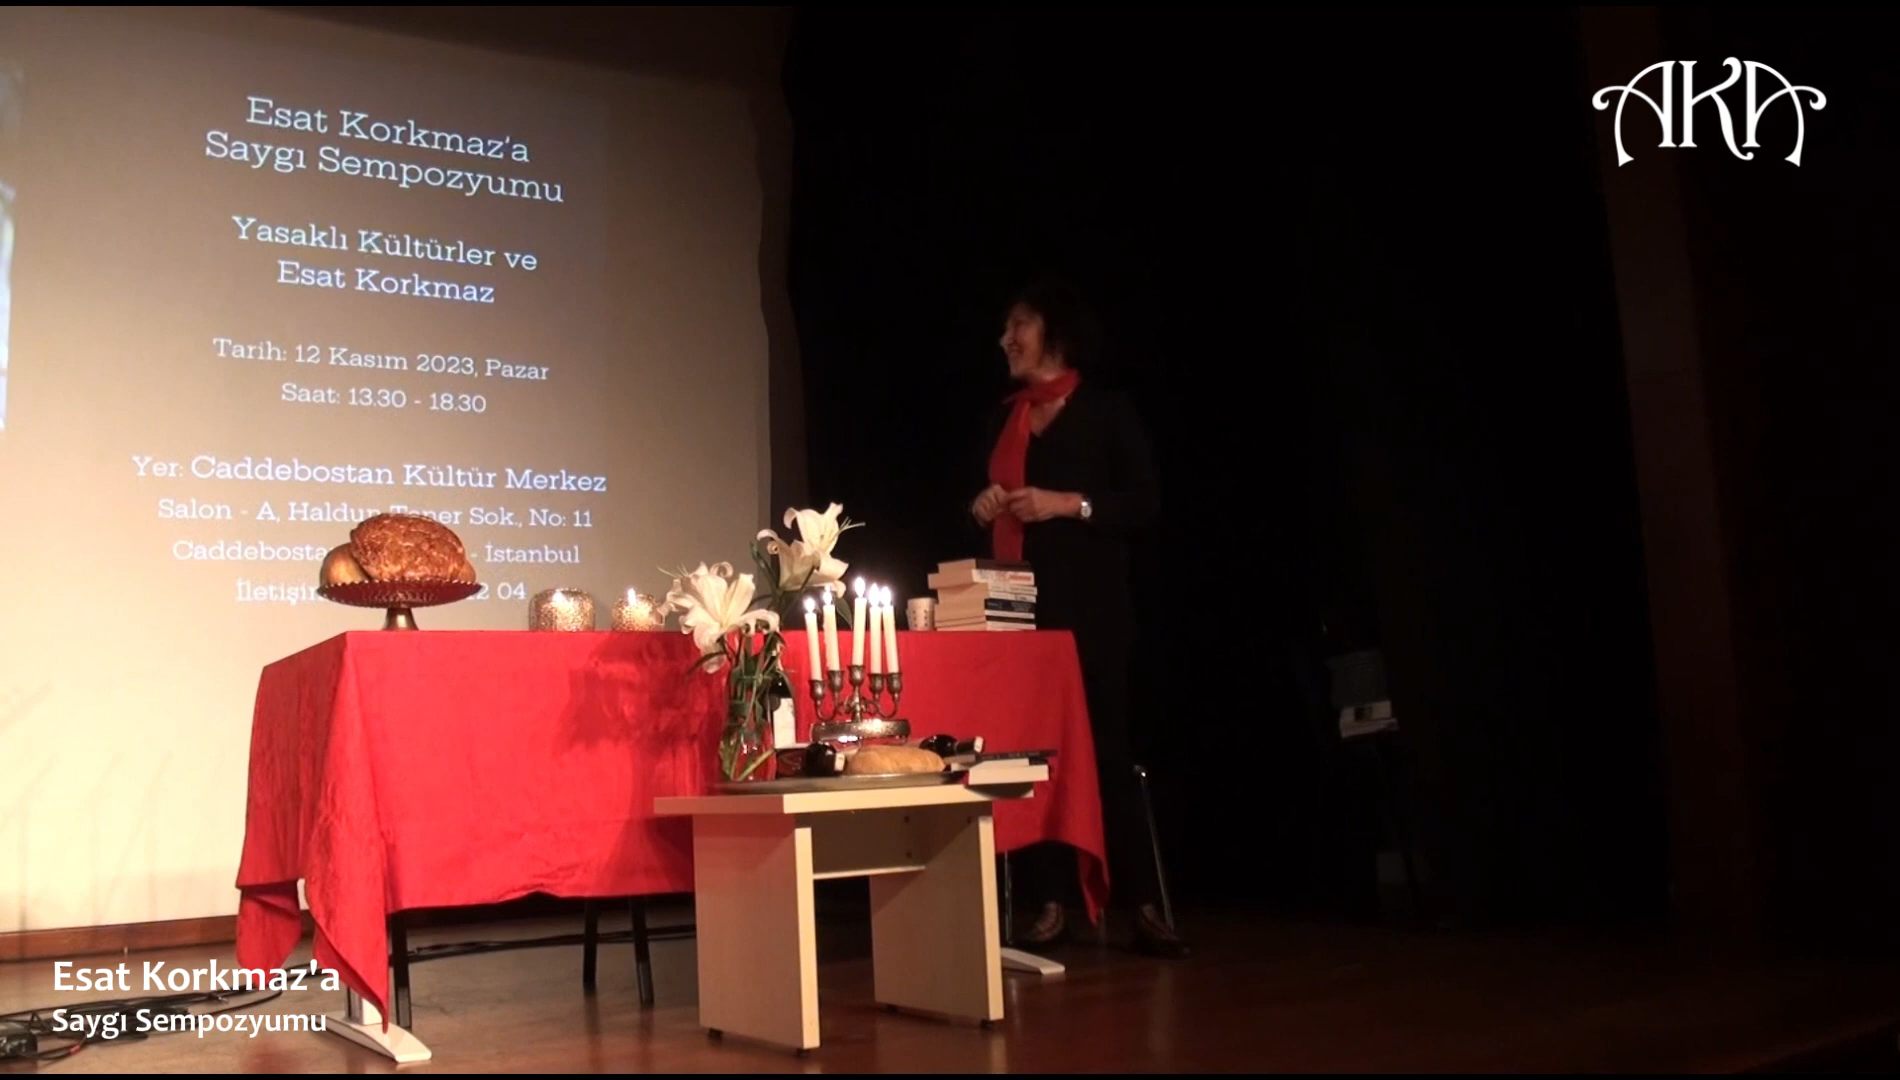 Esat Korkmaz'a
Saygı Sempozyumu
Yasaklı Kültürler ve
Esat Korkmaz
Tarih: 12 Kasım 2023, Pazar
Saat: 13.30 - 18.30
Yer: Caddebostan Kültür Merkez
Salon - A, Haldun Taner Sok., No: 11
- İstanbul
04
AKA
Esat Korkmaz'a
Saygı Sempozyumu